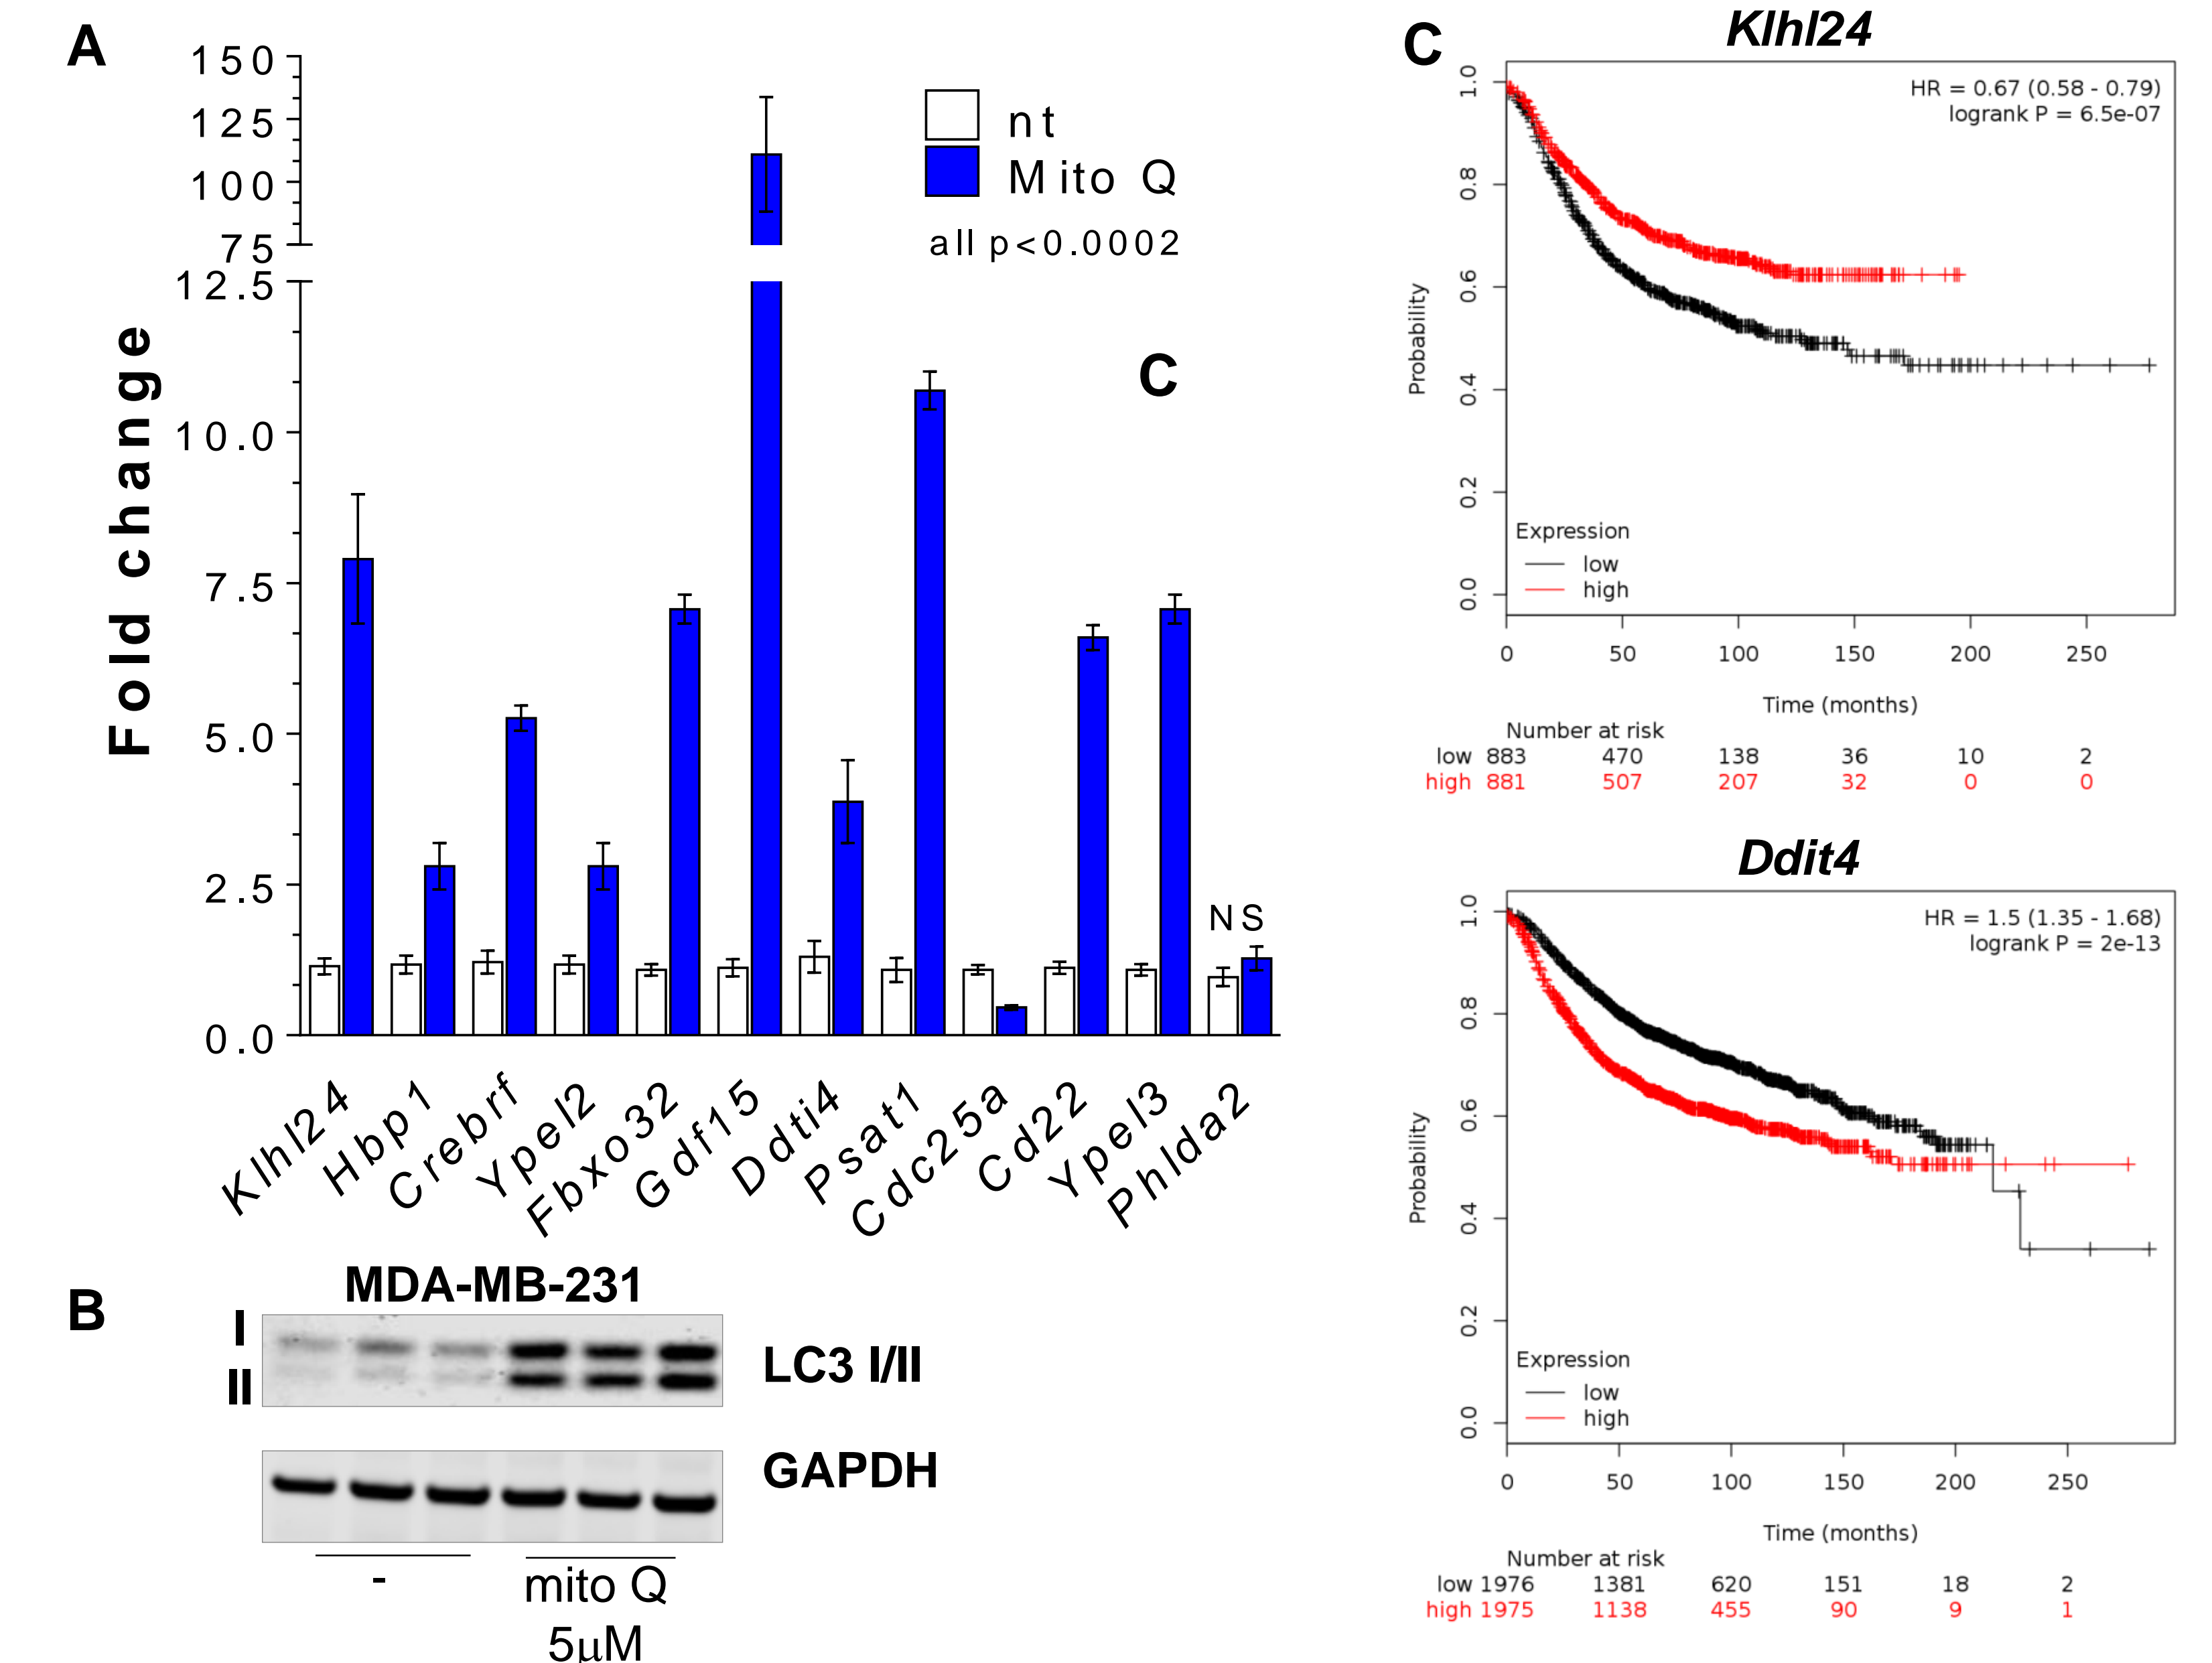 A
150
125
100
75
12.5
10.0
7.5
5.0
2.5
0.0
Fold change
nt
Mito Q
all p<0.0002
C
NS
Klhl24
Hbp1
Crebrf
Ypel2
Fbxo32
Gdf15
Ddti4
Psat1
Cdc25a
Cd22
Ypel3
Phlda2
B
MDA-MB-231
I
II
LC3 I/II
GAPDH
-
mito Q
5µM
C
Klhl24
HR = 0.67 (0.58 - 0.79)
logrank P = 6.5e-07
1.0
0.8
0.6
0.4
0.2
0.0
Probability
Expression
low
high
0 50 100 150 200 250
Time (months)
Number at risk
low 883 470 138 36 10 2
high 881 507 207 32 0 0
Ddit4
HR = 1.5 (1.35 - 1.68)
logrank P = 2e-13
1.0
0.8
0.6
0.4
0.2
0.0
Probability
Expression
low
high
0 50 100 150 200 250
Time (months)
Number at risk
low 1976 1381 620 151 18 2
high 1975 1138 455 90 9 1